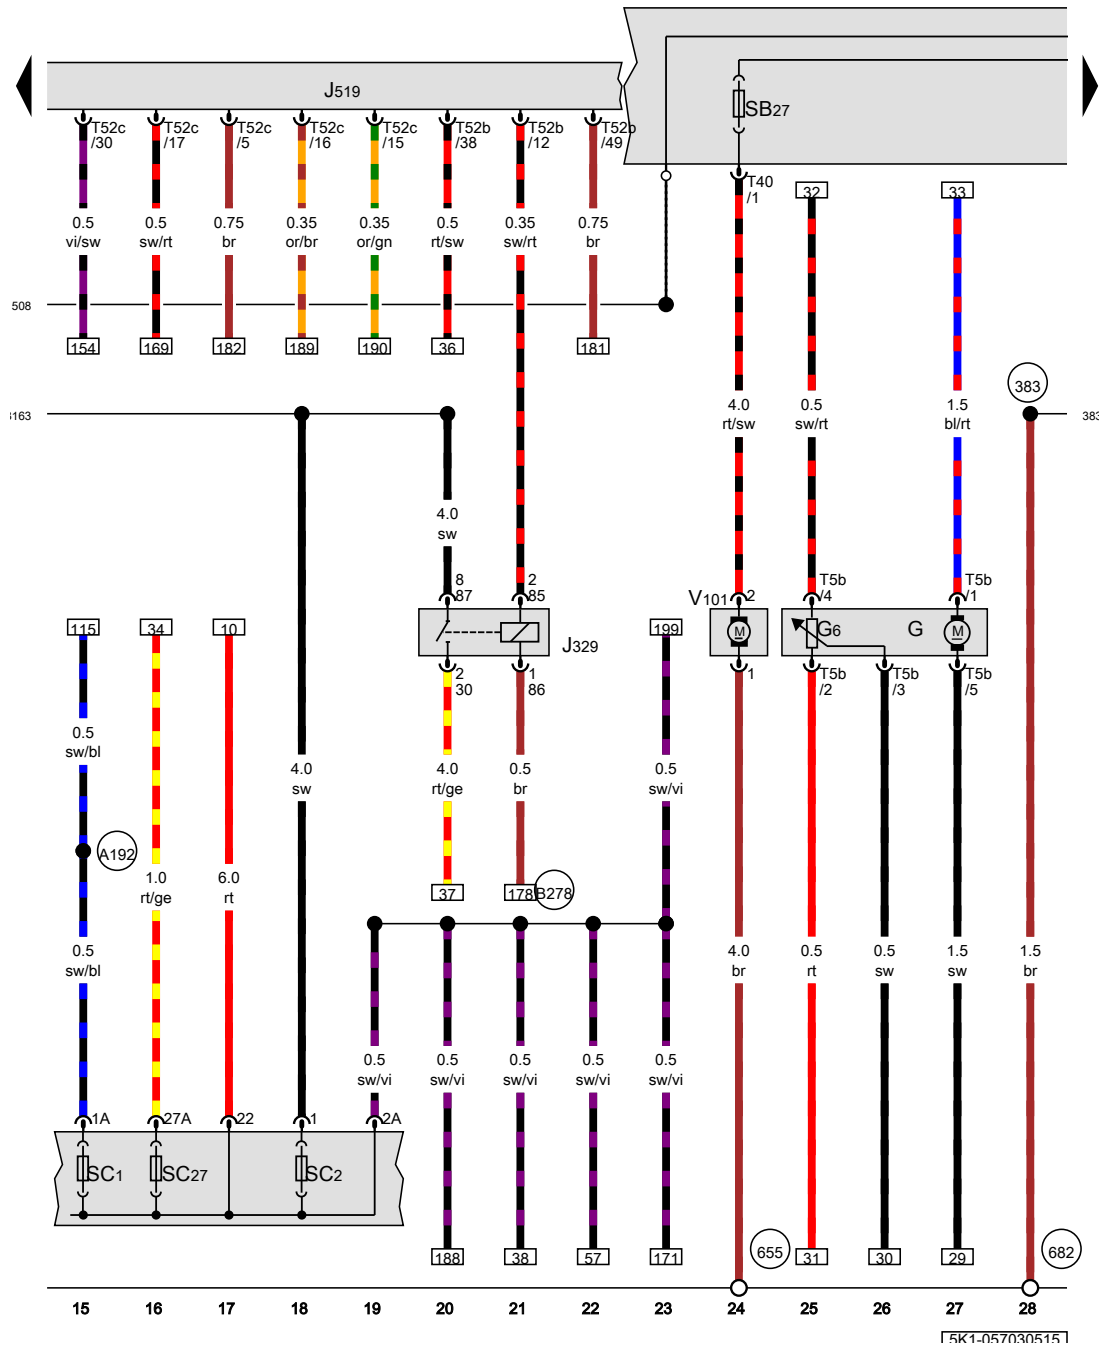 J519
SB27
T52c /30
T52c /17
T52c /5
T52c /16
T52c /15
T52b /38
T52b /12
T52b /49
T40 /1
32
33
0.5 vi/sw
0.5 sw/rt
0.75 br
0.35 or/br
0.35 or/gn
0.5 rt/sw
0.35 sw/rt
0.75 br
508
154
169
182
189
190
36
181
383
163
4.0 rt/sw
0.5 sw/rt
1.5 bl/rt
383
4.0 sw
8 87
2 85
V101
2
T5b /4
T5b /1
115
34
10
J329
199
M
G6
G
M
2 30
1 86
1
T5b /2
T5b /3
T5b /5
0.5 sw/bl
4.0 sw
4.0 rt/ge
0.5 br
0.5 sw/vi
A192
1.0 rt/ge
6.0 rt
37
178
B278
0.5 sw/bl
4.0 br
0.5 rt
0.5 sw
1.5 sw
1.5 br
0.5 sw/vi
0.5 sw/vi
0.5 sw/vi
0.5 sw/vi
0.5 sw/vi
1A
27A
22
1
2A
SC1
SC27
SC2
188
38
57
171
655
31
30
29
682
15 16 17 18 19 20 21 22 23 24 25 26 27 28
5K1-057030515